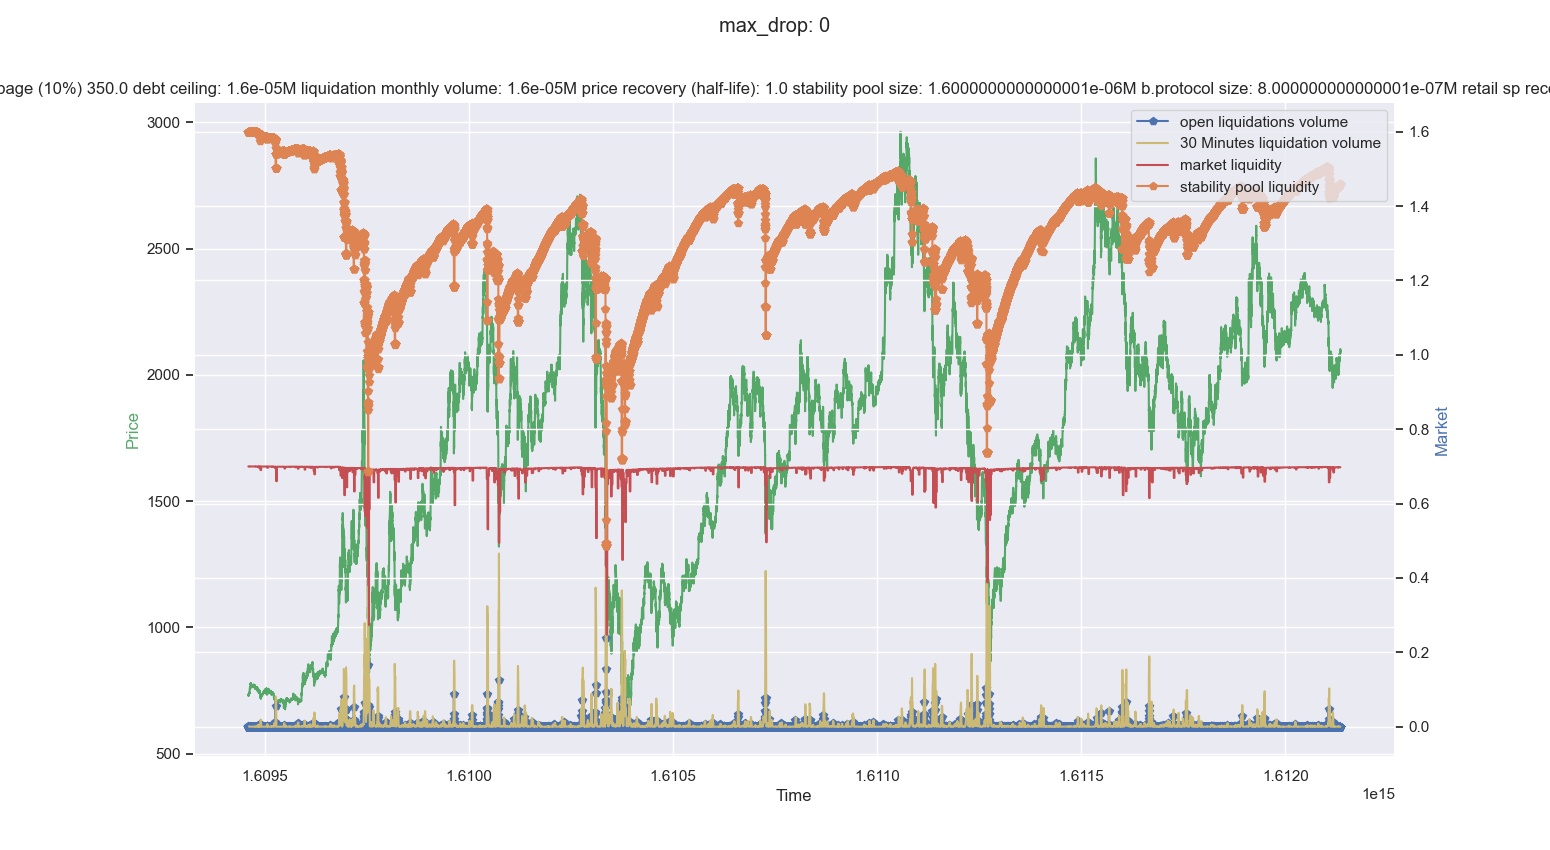 max_drop: 0
page (10%) 350.0 debt ceiling: 1.6e-05M liquidation monthly volume: 1.6e-05M price recovery (half-life): 1.0 stability pool size: 1.6000000000000001e-06M b.protocol size: 8.000000000000001e-07M retail sp
3000
2500
2000
1500
1000
500
Price
open liquidations volume
30 Minutes liquidation volume
market liquidity
stability pool liquidity
1.6
1.4
1.2
1.0
0.8
0.6
0.4
0.2
0.0
Market
1.6095
1.6100
1.6105
1.6110
1.6115
1.6120
1e15
Time